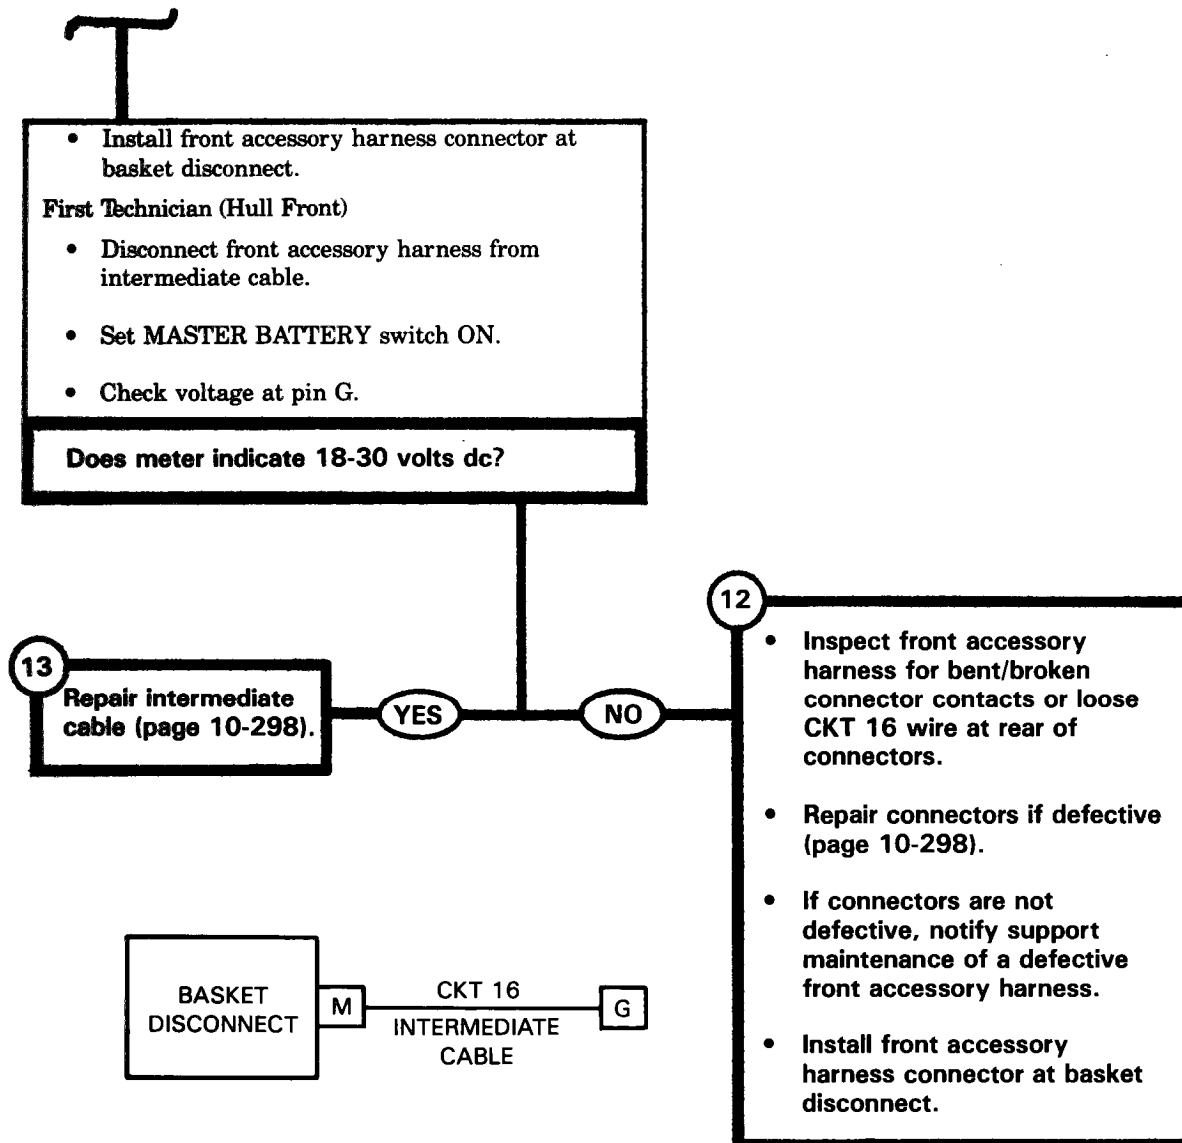 • Install front accessory harness connector at
basket disconnect.
First Technician (Hull Front)
• Disconnect front accessory harness from
intermediate cable.
• Set MASTER BATTERY switch ON.
• Check voltage at pin G.
Does meter indicate 18-30 volts dc?
13
Repair intermediate
cable (page 10-298).
YES
NO
12
• Inspect front accessory
harness for bent/broken
connector contacts or loose
CKT 16 wire at rear of
connectors.
• Repair connectors if defective
(page 10-298).
• If connectors are not
defective, notify support
maintenance of a defective
front accessory harness.
• Install front accessory
harness connector at basket
disconnect.
BASKET
DISCONNECT
M
CKT 16
INTERMEDIATE
CABLE
G